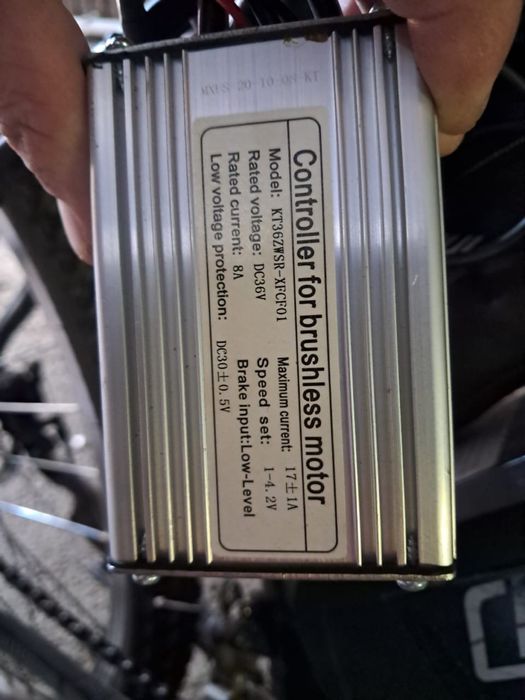 Controller for brushless motor
Model: KT36ZWSR-XFCF01 Maximum current: 17±1A
Rated voltage: DC36V Speed set: 1-4.2V
Rated current: 8A Brake input:Low-Level
Low voltage protection: DC30±0.5V